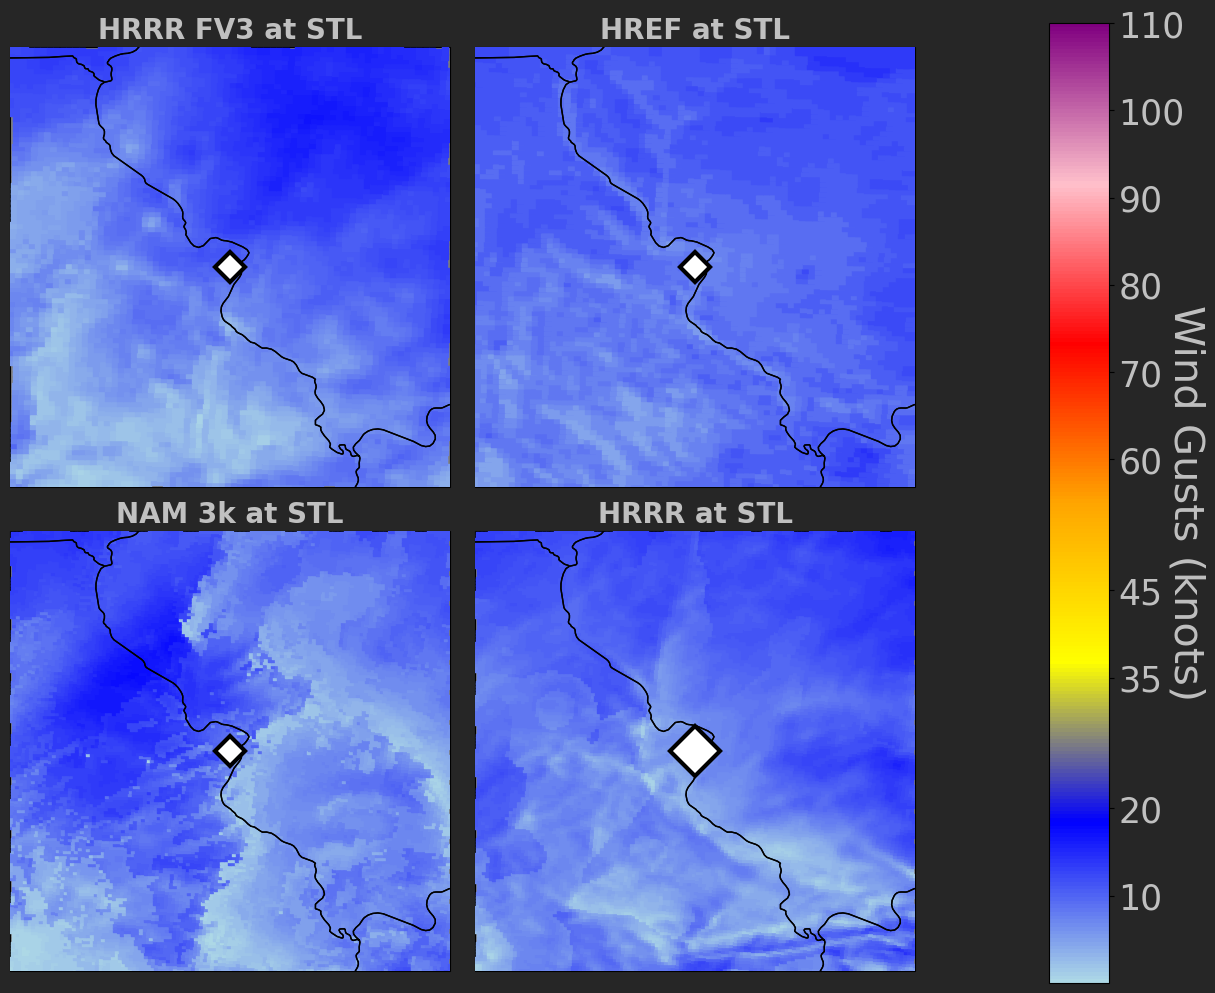 HRRR FV3 at STL
HREF at STL
NAM 3k at STL
HRRR at STL
110
100
90
80
70
60
45
35
20
10
Wind Gusts (knots)